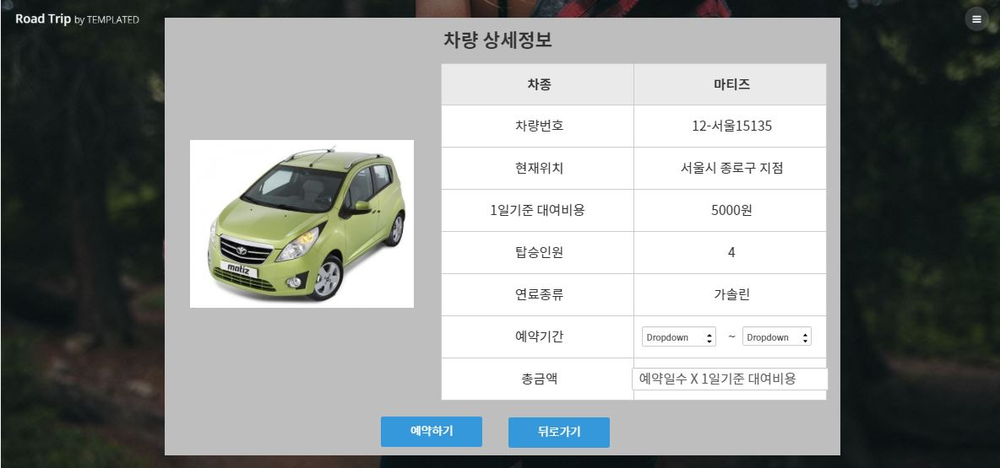 Road Trip by TEMPLATED
차량 상세정보
차종 마티즈
차량번호 12-서울15135
현재위치 서울시 종로구 지점
1일기준 대여비용 5000원
탑승인원 4
연료종류 가솔린
예약기간 Dropdown ~ Dropdown
총금액 예약일수 X 1일기준 대여비용
matiz
예약하기 뒤로가기